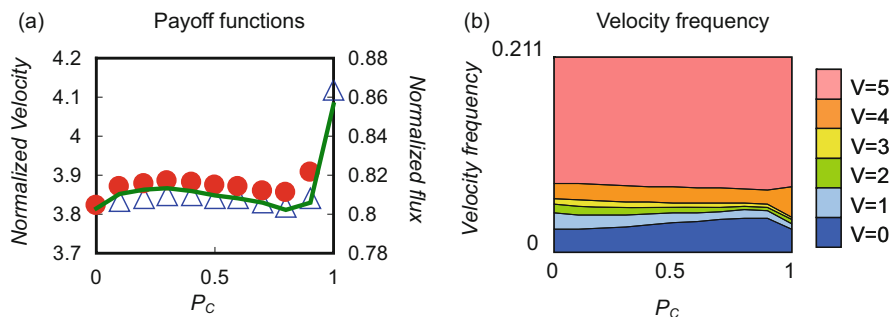 (a)
Payoff functions
4.2
4.1
4
3.9
3.8
3.7
Normalized Velocity
0.88
0.86
0.84
0.82
0.8
0.78
Normalized flux
0
0.5
1
PC
(b)
Velocity frequency
0.211
0
Velocity frequency
0
0.5
1
PC
V=5
V=4
V=3
V=2
V=1
V=0